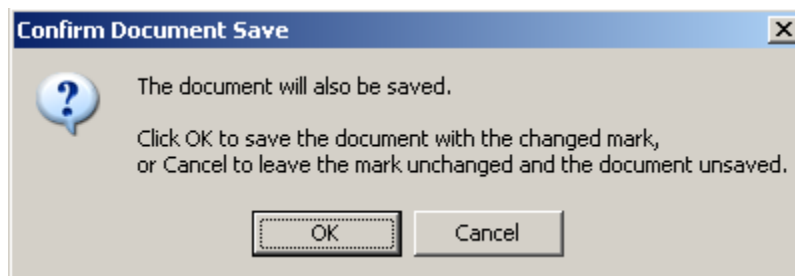 Confirm Document Save
The document will also be saved.
Click OK to save the document with the changed mark,
or Cancel to leave the mark unchanged and the document unsaved.
OK
Cancel